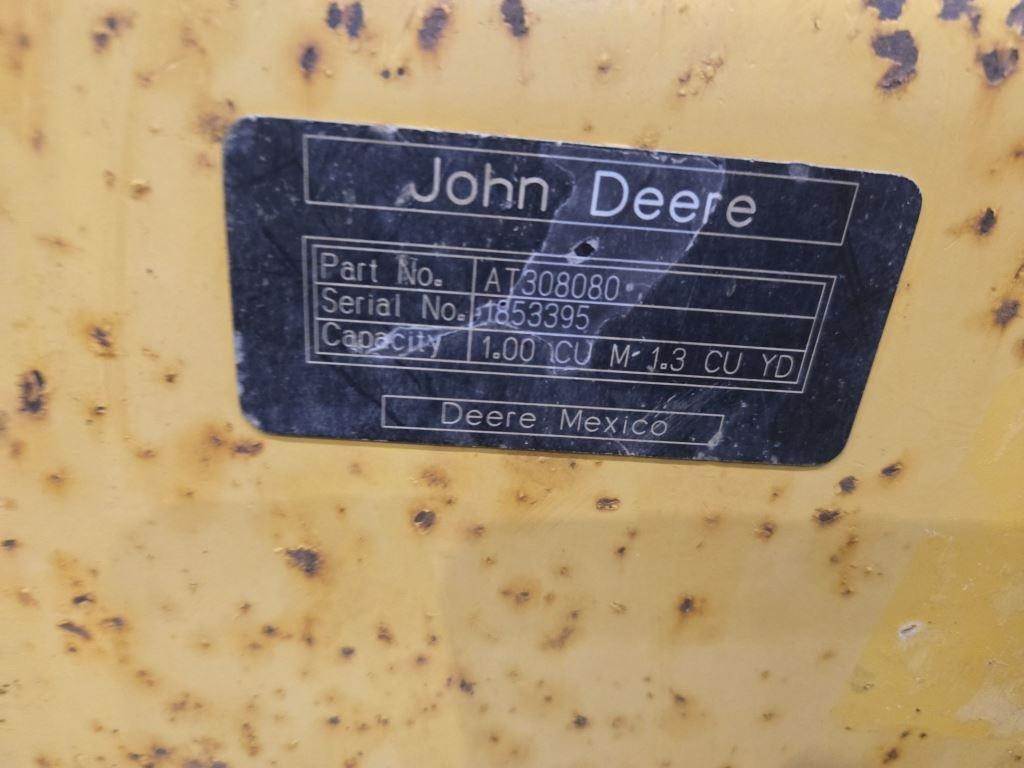 John Deere
Part No. AT308080
Serial No. 1853395
Capacity 1.00 CU M 1.3 CU YD
Deere Mexico